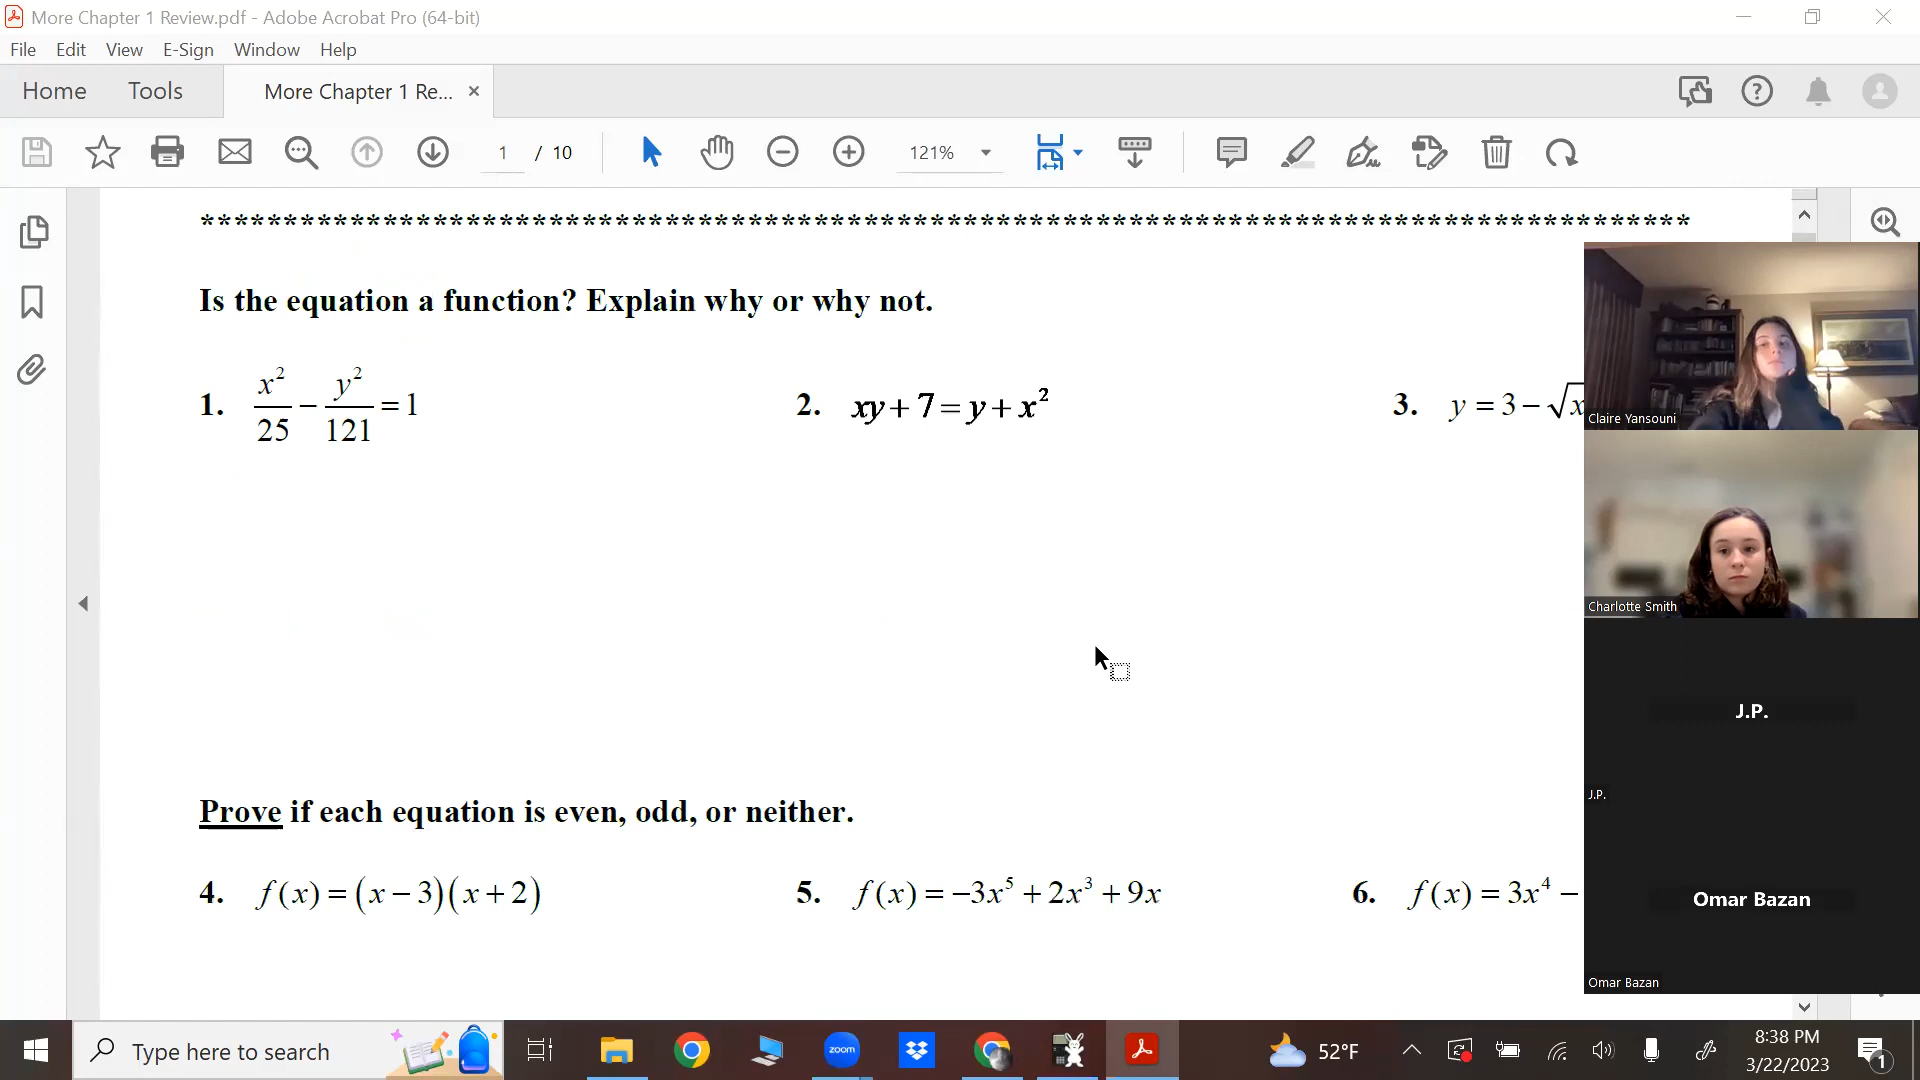 More Chapter 1 Review.pdf - Adobe Acrobat Pro (64-bit)
File Edit View E-Sign Window Help
Home Tools More Chapter 1 Re... ×
1 / 10 121%
******************************************************************************************
Is the equation a function? Explain why or why not.
1. x²/25 − y²/121 = 1 2. xy + 7 = y + x² 3. y = 3 − √x
Claire Yansouni
Charlotte Smith
J.P.
J.P.
Prove if each equation is even, odd, or neither.
4. f(x) = (x − 3)(x + 2) 5. f(x) = −3x⁵ + 2x³ + 9x 6. f(x) = 3x⁴ −
Omar Bazan
Omar Bazan
Type here to search
zoom
52°F
8:38 PM
3/22/2023
1